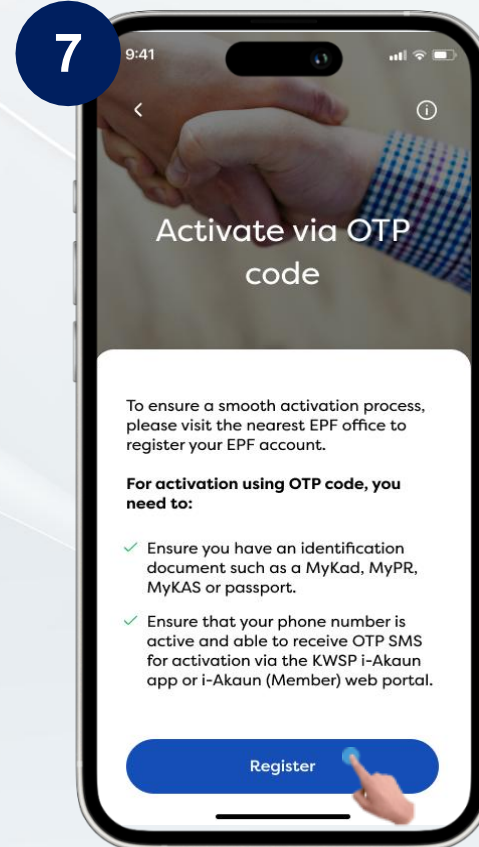 7
9:41
Activate via OTP
code
To ensure a smooth activation process,
please visit the nearest EPF office to
register your EPF account.
For activation using OTP code, you
need to:
Ensure you have an identification
document such as a MyKad, MyPR,
MyKAS or passport.
Ensure that your phone number is
active and able to receive OTP SMS
for activation via the KWSP i-Akaun
app or i-Akaun (Member) web portal.
Register